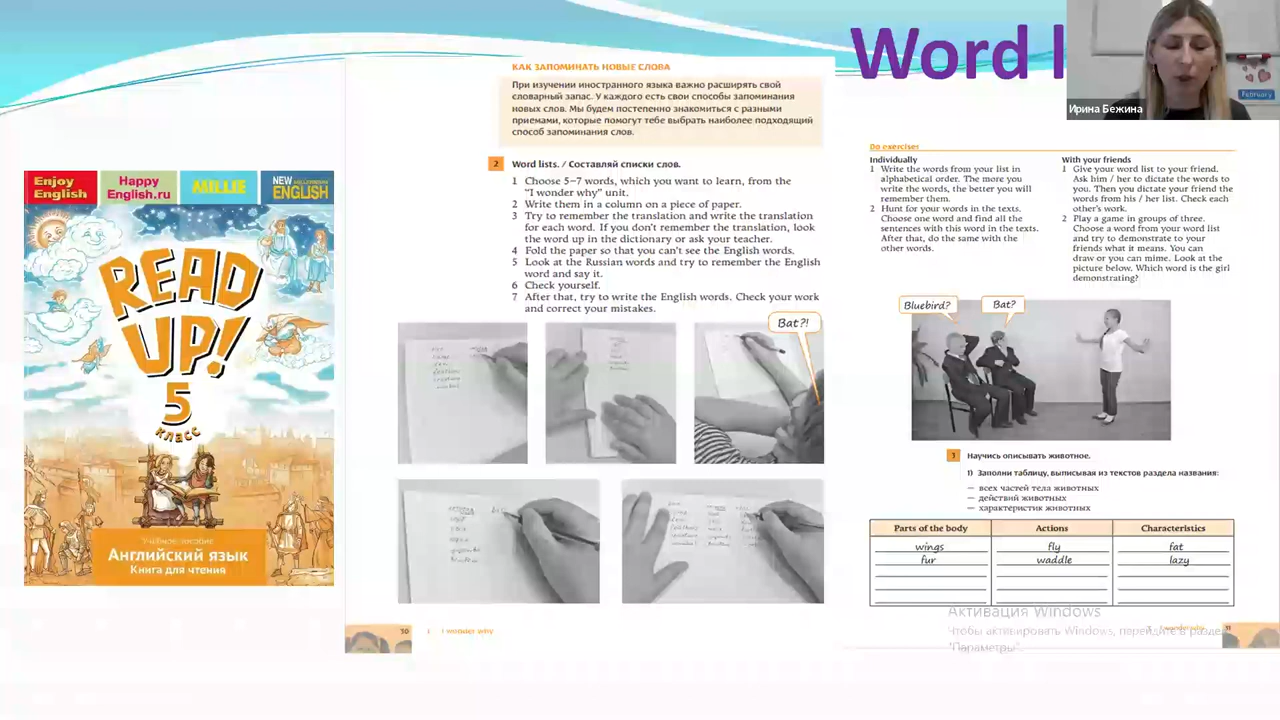 Word l
Ирина Бежина
February
Enjoy
English
Happy
English.ru
MILLIE
NEW
MILLENNIUM
ENGLISH
READ
UP!
5
класс
Учебное пособие
Английский язык
Книга для чтения
КАК ЗАПОМИНАТЬ НОВЫЕ СЛОВА
При изучении иностранного языка важно расширять свой
словарный запас. У каждого есть свои способы запоминания
новых слов. Мы будем постепенно знакомиться с разными
приемами, которые помогут тебе выбрать наиболее подходящий
способ запоминания слов.
2 Word lists. / Составляй списки слов.
1 Choose 5–7 words, which you want to learn, from the
"I wonder why" unit.
2 Write them in a column on a piece of paper.
3 Try to remember the translation and write the translation
for each word. If you don't remember the translation, look
the word up in the dictionary or ask your teacher.
4 Fold the paper so that you can't see the English words.
5 Look at the Russian words and try to remember the English
word and say it.
6 Check yourself.
7 After that, try to write the English words. Check your work
and correct your mistakes.
Bat?!
30 1 I wonder why
Do exercises
Individually
1 Write the words from your list in
alphabetical order. The more you
write the words, the better you will
remember them.
2 Hunt for your words in the texts.
Choose one word and find all the
sentences with this word in the texts.
After that, do the same with the
other words.
With your friends
1 Give your word list to your friend.
Ask him / her to dictate the words to
you. Then you dictate your friend the
words from his / her list. Check each
other's work.
2 Play a game in groups of three.
Choose a word from your word list
and try to demonstrate to your
friends what it means. You can
draw or you can mime. Look at the
picture below. Which word is the girl
demonstrating?
Bluebird?
Bat?
3 Научись описывать животное.
1) Заполни таблицу, выписывая из текстов раздела названия:
— всех частей тела животных
— действий животных
— характеристик животных
Parts of the body Actions Characteristics
wings fly fat
fur waddle lazy
Активация Windows
Чтобы активировать Windows, перейдите в раздел
"Параметры".
I wonder why